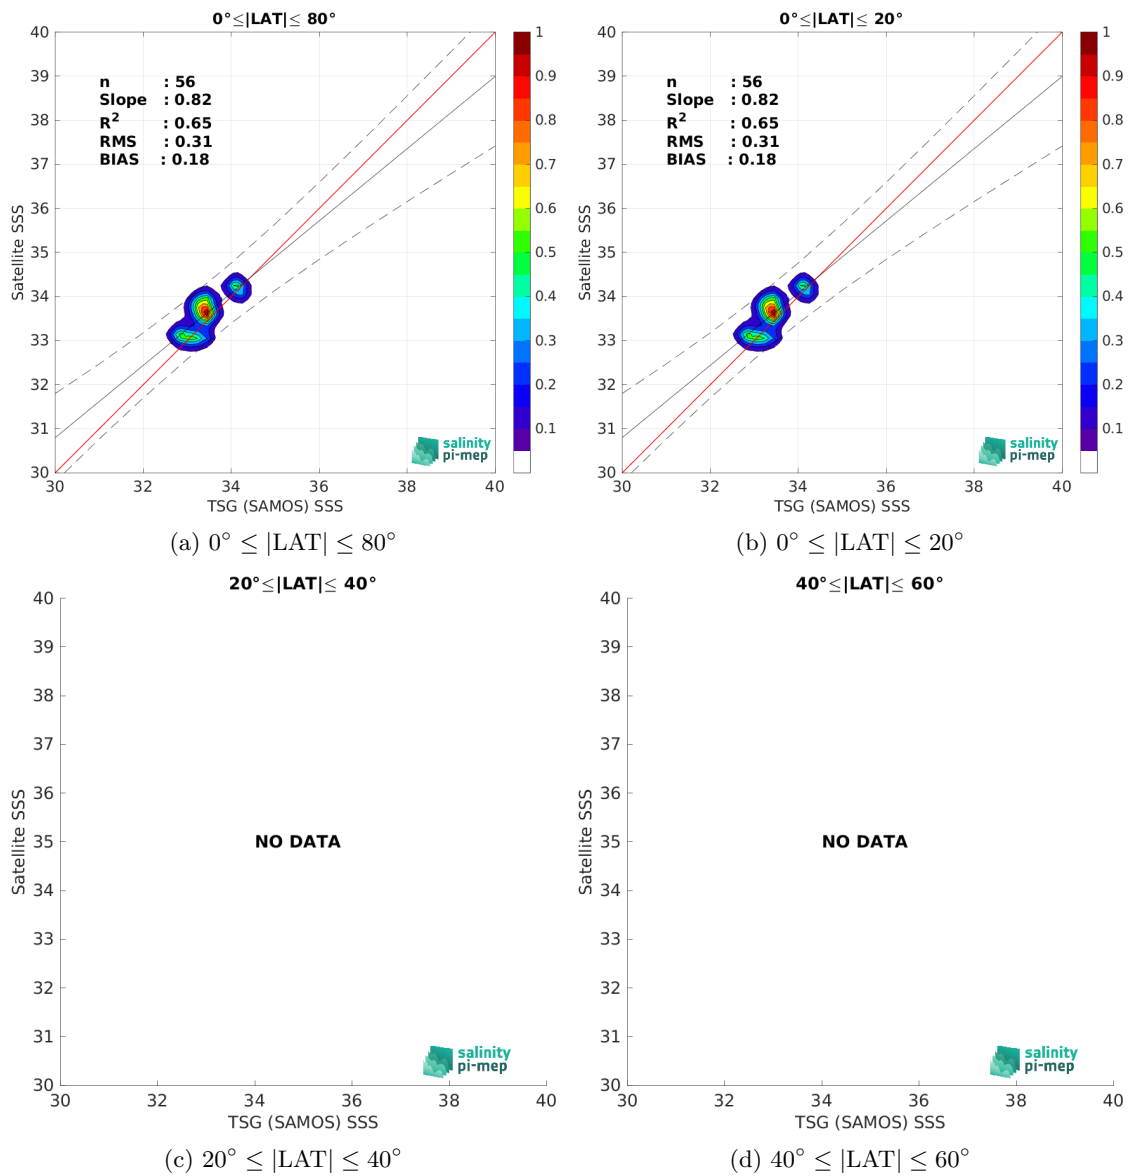 0°≤|LAT|≤ 80°
40
39
38
37
36
35
34
33
32
31
30
Satellite SSS
n : 56
Slope : 0.82
R² : 0.65
RMS : 0.31
BIAS : 0.18
1
0.9
0.8
0.7
0.6
0.5
0.4
0.3
0.2
0.1
salinity
pi-mep
30 32 34 36 38 40
TSG (SAMOS) SSS
(a) 0° ≤ |LAT| ≤ 80°
0°≤|LAT|≤ 20°
40
39
38
37
36
35
34
33
32
31
30
Satellite SSS
n : 56
Slope : 0.82
R² : 0.65
RMS : 0.31
BIAS : 0.18
1
0.9
0.8
0.7
0.6
0.5
0.4
0.3
0.2
0.1
salinity
pi-mep
30 32 34 36 38 40
TSG (SAMOS) SSS
(b) 0° ≤ |LAT| ≤ 20°
20°≤|LAT|≤ 40°
40
39
38
37
36
35
34
33
32
31
30
Satellite SSS
NO DATA
salinity
pi-mep
30 32 34 36 38 40
TSG (SAMOS) SSS
(c) 20° ≤ |LAT| ≤ 40°
40°≤|LAT|≤ 60°
40
39
38
37
36
35
34
33
32
31
30
Satellite SSS
NO DATA
salinity
pi-mep
30 32 34 36 38 40
TSG (SAMOS) SSS
(d) 40° ≤ |LAT| ≤ 60°